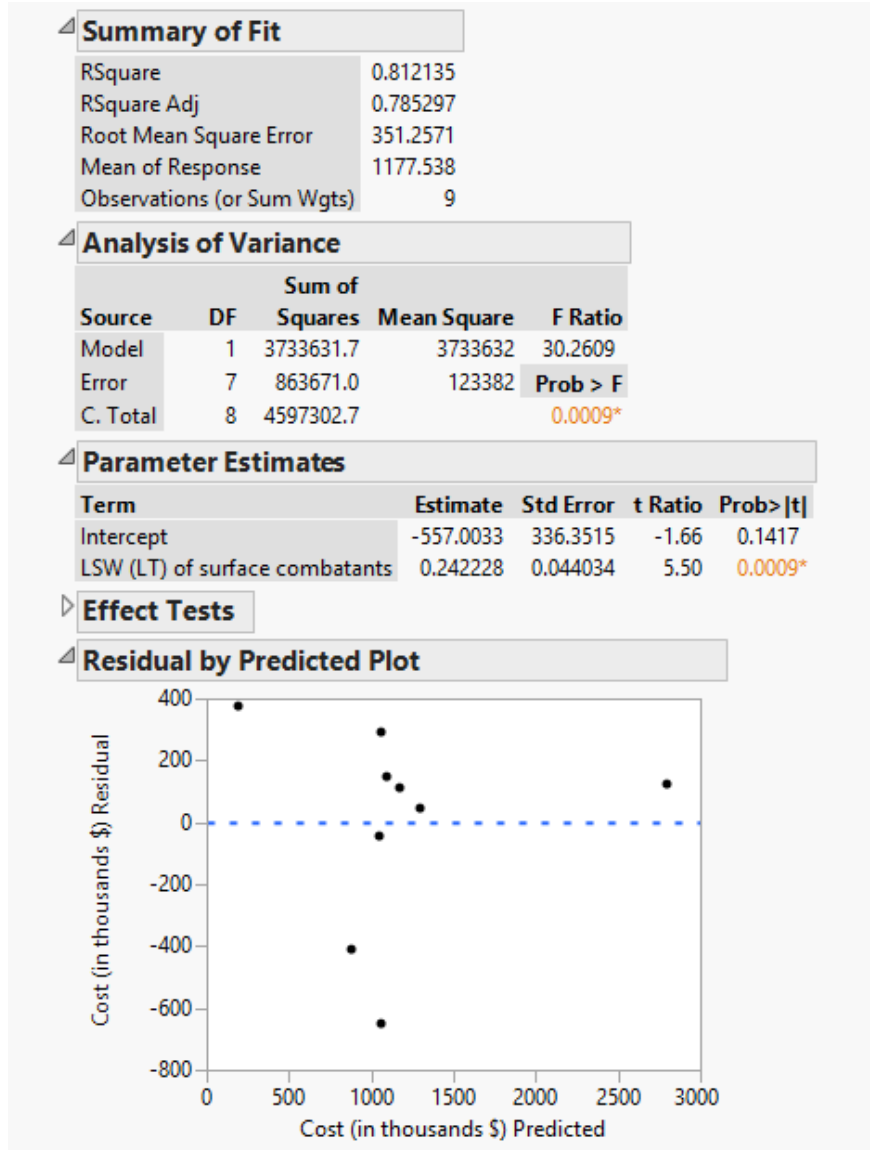 Summary of Fit
RSquare 0.812135
RSquare Adj 0.785297
Root Mean Square Error 351.2571
Mean of Response 1177.538
Observations (or Sum Wgts) 9
Analysis of Variance
Sum of
Source DF Squares Mean Square F Ratio
Model 1 3733631.7 3733632 30.2609
Error 7 863671.0 123382 Prob > F
C. Total 8 4597302.7 0.0009*
Parameter Estimates
Term Estimate Std Error t Ratio Prob>|t|
Intercept -557.0033 336.3515 -1.66 0.1417
LSW (LT) of surface combatants 0.242228 0.044034 5.50 0.0009*
Effect Tests
Residual by Predicted Plot
Cost (in thousands $) Residual
400
200
0
-200
-400
-600
-800
0 500 1000 1500 2000 2500 3000
Cost (in thousands $) Predicted